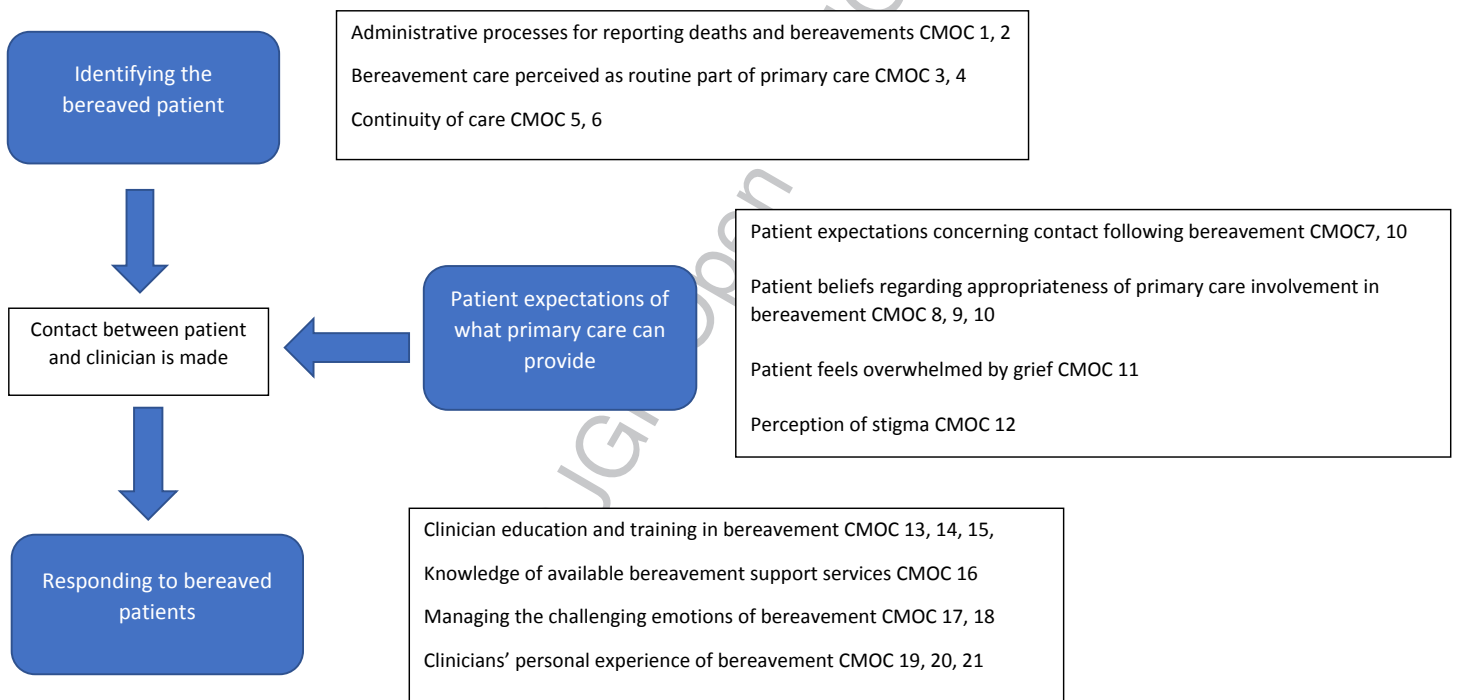 Identifying the
bereaved patient
Administrative processes for reporting deaths and bereavements CMOC 1, 2
Bereavement care perceived as routine part of primary care CMOC 3, 4
Continuity of care CMOC 5, 6
Contact between patient
and clinician is made
Patient expectations of
what primary care can
provide
Patient expectations concerning contact following bereavement CMOC7, 10
Patient beliefs regarding appropriateness of primary care involvement in
bereavement CMOC 8, 9, 10
Patient feels overwhelmed by grief CMOC 11
Perception of stigma CMOC 12
Responding to bereaved
patients
Clinician education and training in bereavement CMOC 13, 14, 15,
Knowledge of available bereavement support services CMOC 16
Managing the challenging emotions of bereavement CMOC 17, 18
Clinicians’ personal experience of bereavement CMOC 19, 20, 21